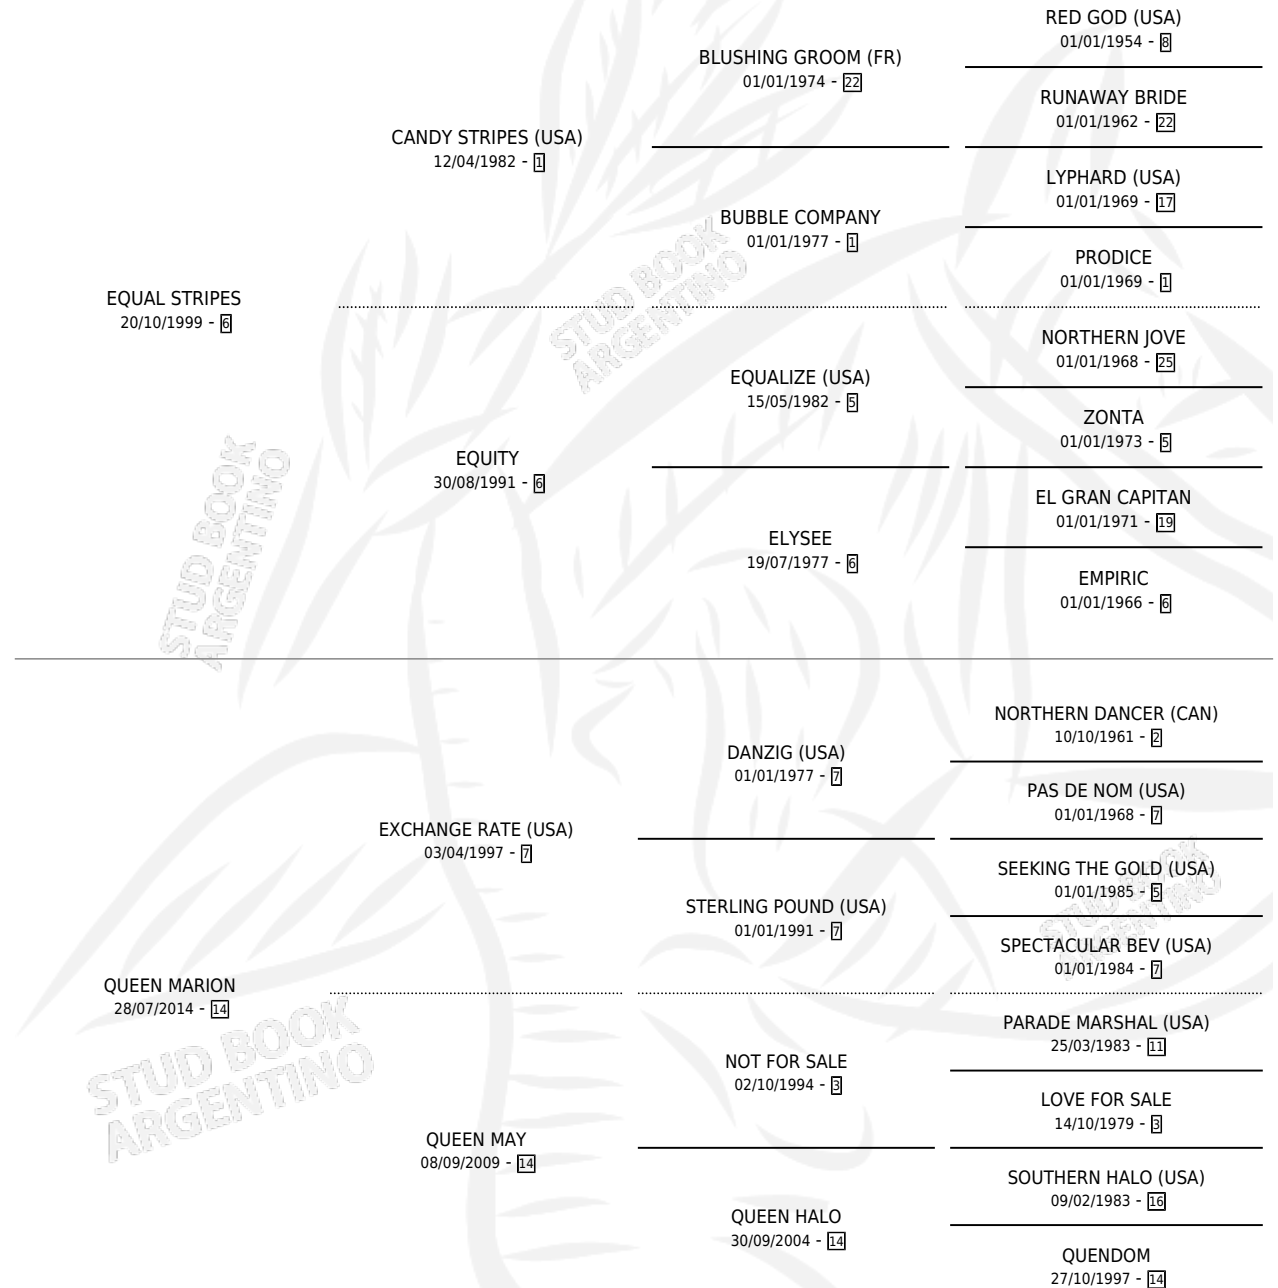 RED GOD (USA)
01/01/1954 - 8
BLUSHING GROOM (FR)
01/01/1974 - 22
RUNAWAY BRIDE
01/01/1962 - 22
CANDY STRIPES (USA)
12/04/1982 - 1
LYPHARD (USA)
01/01/1969 - 17
BUBBLE COMPANY
01/01/1977 - 1
PRODICE
01/01/1969 - 1
EQUAL STRIPES
20/10/1999 - 6
STUD BOOK
ARGENTINO
NORTHERN JOVE
01/01/1968 - 25
EQUALIZE (USA)
15/05/1982 - 5
ZONTA
01/01/1973 - 5
EQUITY
30/08/1991 - 6
EL GRAN CAPITAN
01/01/1971 - 19
ELYSEE
19/07/1977 - 6
EMPIRIC
01/01/1966 - 6
STUD BOOK
ARGENTINO
NORTHERN DANCER (CAN)
10/10/1961 - 2
DANZIG (USA)
01/01/1977 - 7
PAS DE NOM (USA)
01/01/1968 - 7
EXCHANGE RATE (USA)
03/04/1997 - 7
SEEKING THE GOLD (USA)
01/01/1985 - 5
STERLING POUND (USA)
01/01/1991 - 7
SPECTACULAR BEV (USA)
01/01/1984 - 7
STUD BOOK
ARGENTINO
QUEEN MARION
28/07/2014 - 14
STUD BOOK
ARGENTINO
PARADE MARSHAL (USA)
25/03/1983 - 11
NOT FOR SALE
02/10/1994 - 3
LOVE FOR SALE
14/10/1979 - 3
QUEEN MAY
08/09/2009 - 14
SOUTHERN HALO (USA)
09/02/1983 - 16
QUEEN HALO
30/09/2004 - 14
QUENDOM
27/10/1997 - 14